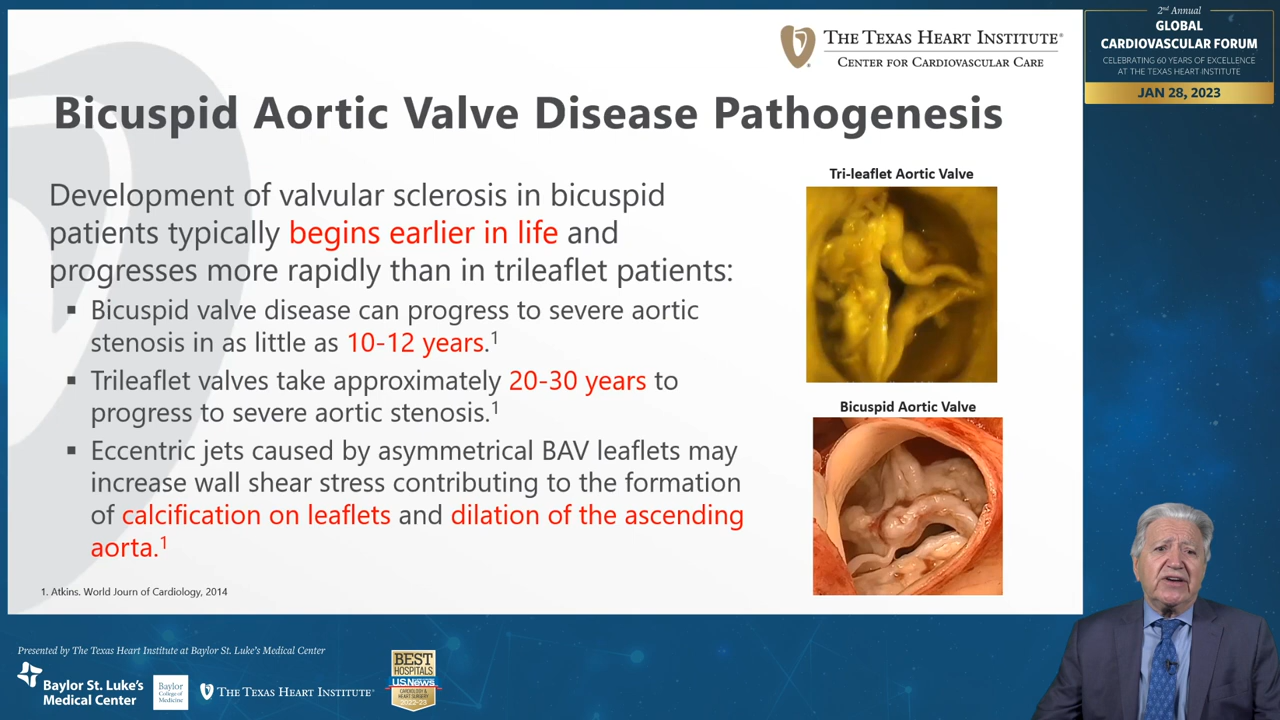 THE TEXAS HEART INSTITUTE®
CENTER FOR CARDIOVASCULAR CARE
2nd Annual
GLOBAL
CARDIOVASCULAR FORUM
CELEBRATING 60 YEARS OF EXCELLENCE
AT THE TEXAS HEART INSTITUTE
JAN 28, 2023
Bicuspid Aortic Valve Disease Pathogenesis
Development of valvular sclerosis in bicuspid
patients typically begins earlier in life and
progresses more rapidly than in trileaflet patients:
▪ Bicuspid valve disease can progress to severe aortic
stenosis in as little as 10-12 years.1
▪ Trileaflet valves take approximately 20-30 years to
progress to severe aortic stenosis.1
▪ Eccentric jets caused by asymmetrical BAV leaflets may
increase wall shear stress contributing to the formation
of calcification on leaflets and dilation of the ascending
aorta.1
1. Atkins. World Journ of Cardiology, 2014
Tri-leaflet Aortic Valve
Bicuspid Aortic Valve
Presented by The Texas Heart Institute at Baylor St. Luke's Medical Center
Baylor St. Luke's
Medical Center
Baylor
College of
Medicine
THE TEXAS HEART INSTITUTE®
BEST
HOSPITALS
U.S. News
CARDIOLOGY &
HEART SURGERY
2022-23